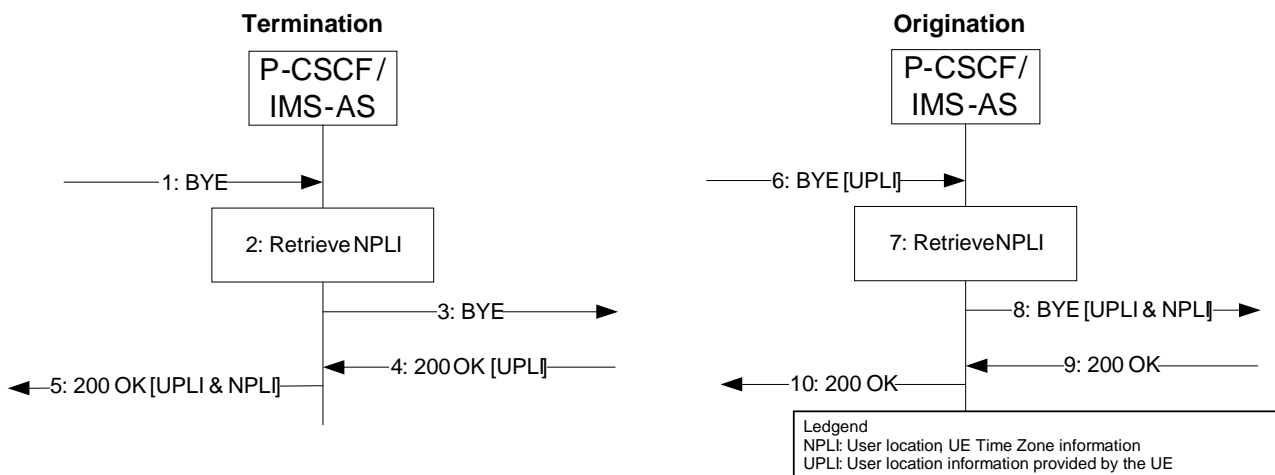 Termination
P-CSCF/
IMS-AS
1: BYE
2: Retrieve NPLI
3: BYE
4: 200 OK [UPLI]
5: 200 OK [UPLI & NPLI]
Origination
P-CSCF/
IMS-AS
6: BYE [UPLI]
7: Retrieve NPLI
8: BYE [UPLI & NPLI]
9: 200 OK
10: 200 OK
Ledgend
NPLI: User location, UE Time Zone information
UPLI: User location information provided by the UE